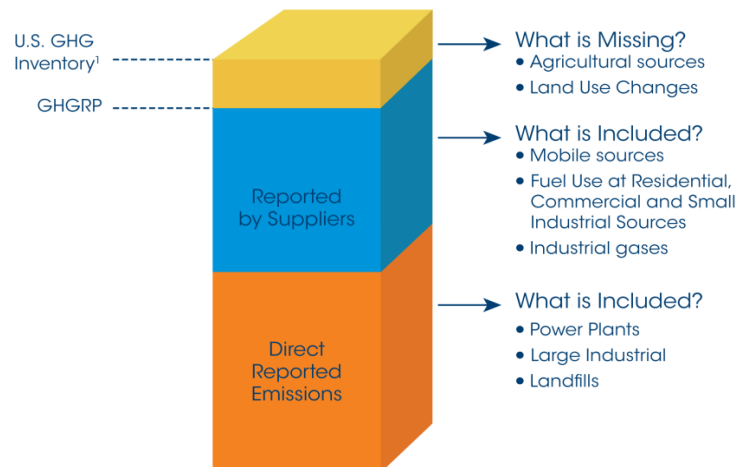 U.S. GHG
Inventory¹
GHGRP
Reported
by Suppliers
Direct
Reported
Emissions
What is Missing?
• Agricultural sources
• Land Use Changes
What is Included?
• Mobile sources
• Fuel Use at Residential,
Commercial and Small
Industrial Sources
• Industrial gases
What is Included?
• Power Plants
• Large Industrial
• Landfills